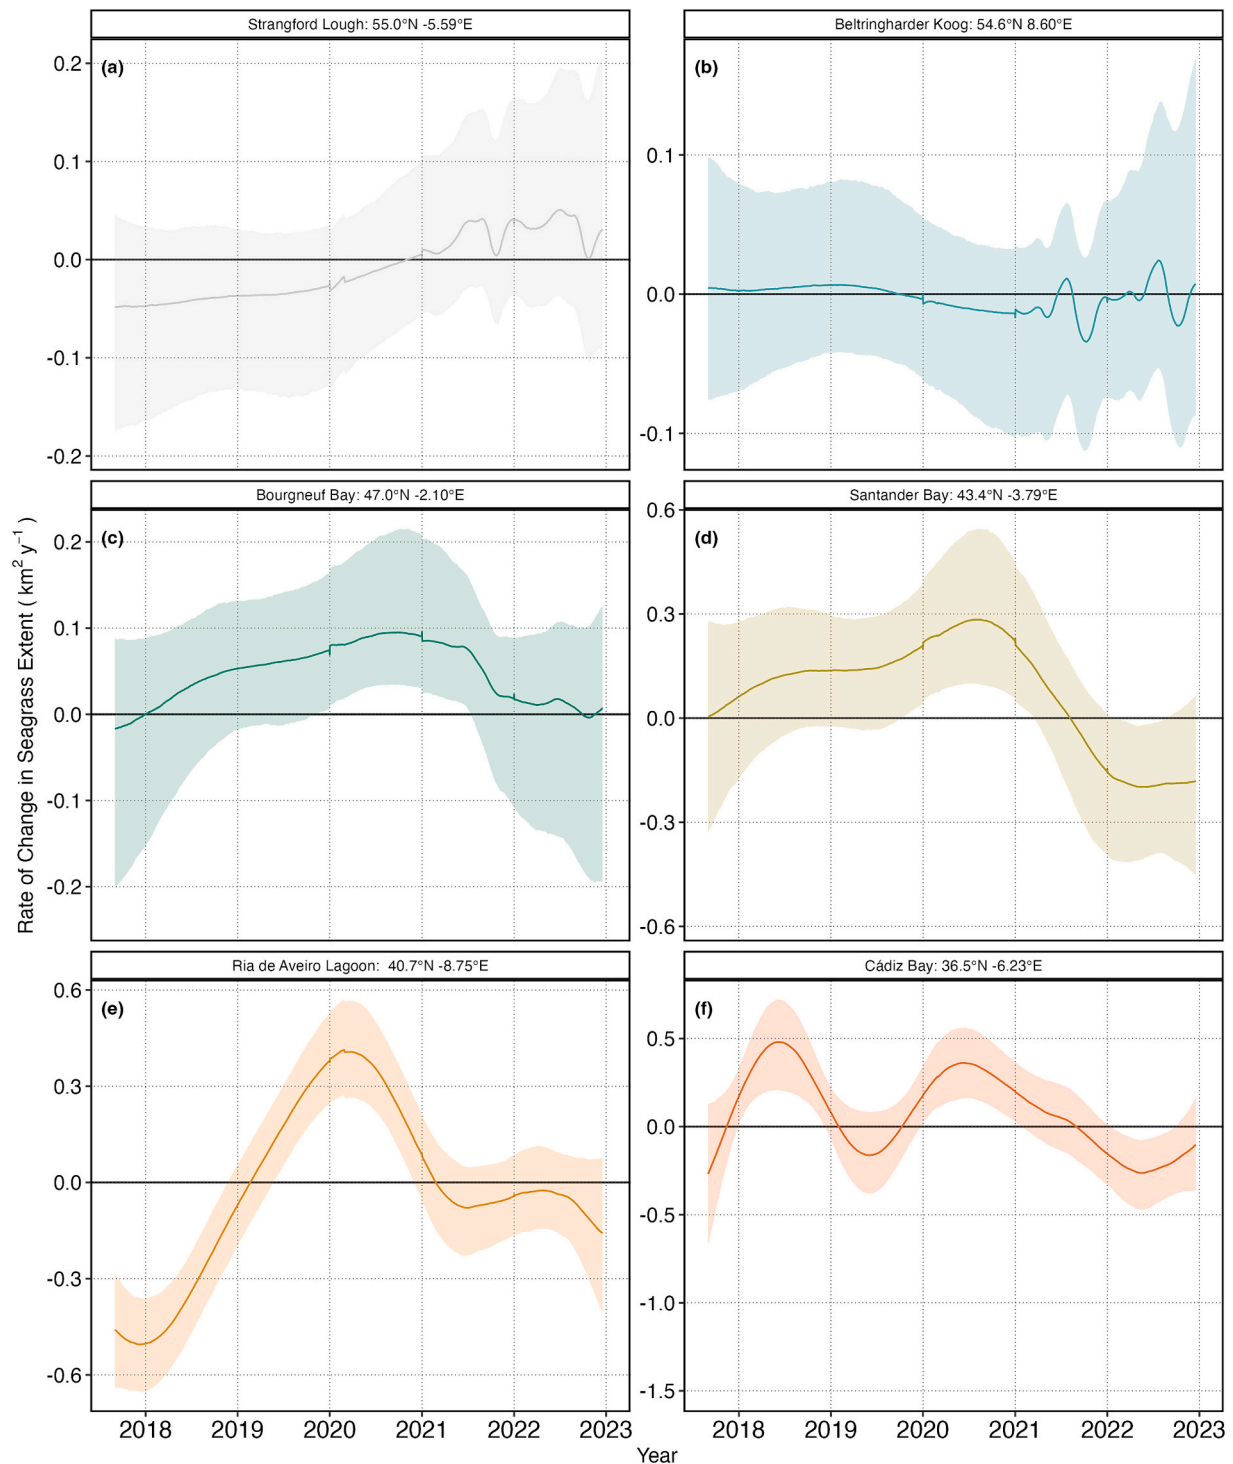 Strangford Lough: 55.0°N -5.59°E
(a)
0.2
0.1
0.0
-0.1
-0.2
Beltringharder Koog: 54.6°N 8.60°E
(b)
0.1
0.0
-0.1
Bourgneuf Bay: 47.0°N -2.10°E
(c)
0.2
0.1
0.0
-0.1
-0.2
Santander Bay: 43.4°N -3.79°E
(d)
0.6
0.3
0.0
-0.3
-0.6
Rate of Change in Seagrass Extent ( km² y⁻¹ )
Ria de Aveiro Lagoon: 40.7°N -8.75°E
(e)
0.6
0.3
0.0
-0.3
-0.6
2018 2019 2020 2021 2022 2023
Cádiz Bay: 36.5°N -6.23°E
(f)
0.5
0.0
-0.5
-1.0
-1.5
2018 2019 2020 2021 2022 2023
Year